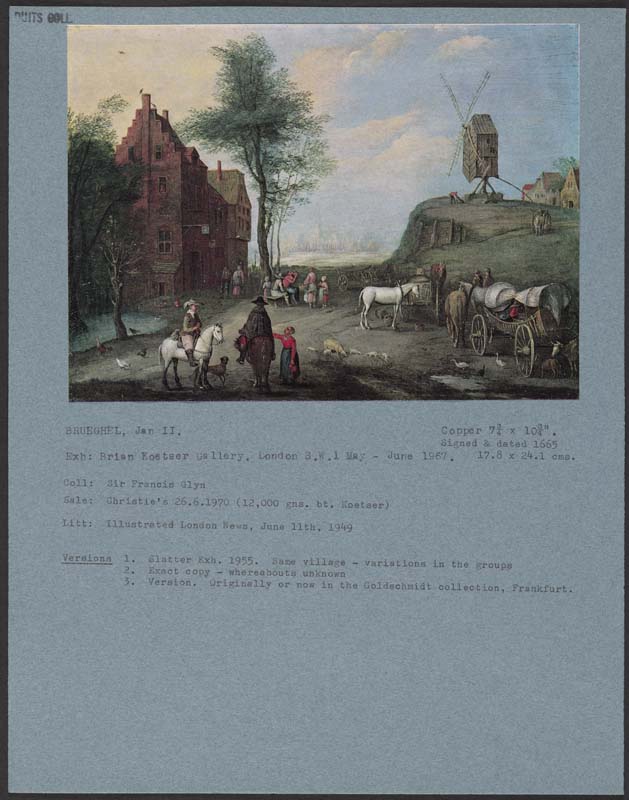 DUITS COLL.
BRUEGHEL, Jan II.
Copper 7¾ x 10¾".
Signed & dated 1665
Exh: Brian Koetser Gallery, London S.W.1 May - June 1967. 17.8 x 24.1 cms.
Coll: Sir Francis Glyn
Sale: Christie's 26.6.1970 (12,000 gns. bt. Koetser)
Litt: Illustrated London News, June 11th, 1949
Versions 1. Slatter Exh. 1955. Same village - variations in the groups
2. Exact copy - whereabouts unknown
3. Version. Originally or now in the Goldschmidt collection, Frankfurt.